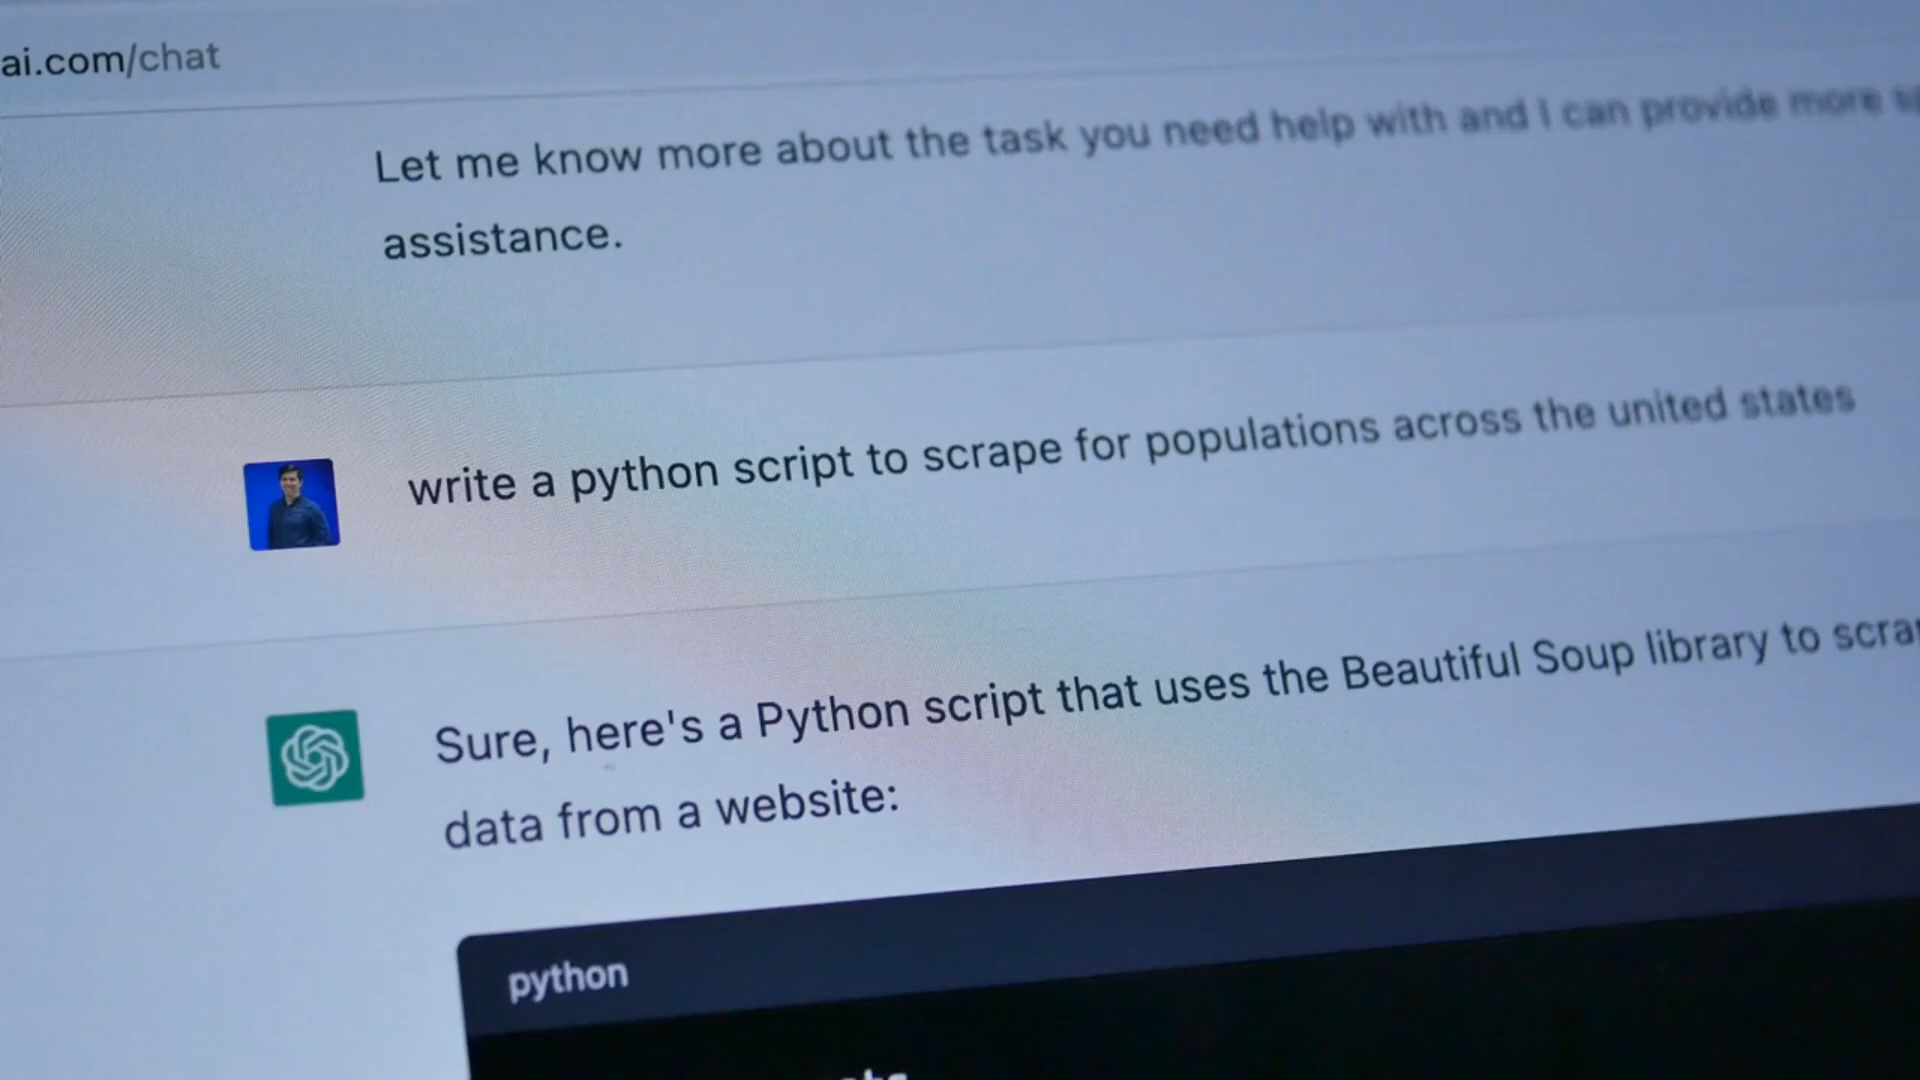 ai.com/chat
Let me know more about the task you need help with and I can provide more
assistance.
write a python script to scrape for populations across the united states
Sure, here's a Python script that uses the Beautiful Soup library to
data from a website:
python